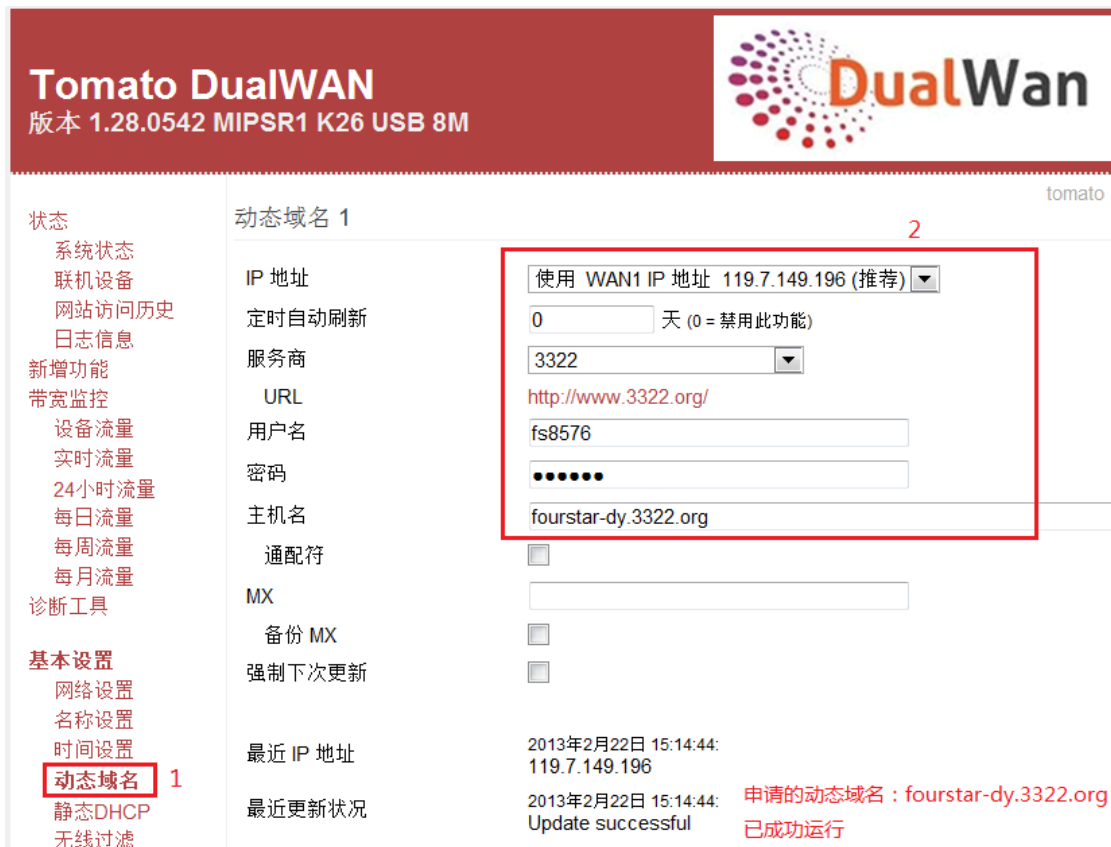 Tomato DualWAN
版本 1.28.0542 MIPSR1 K26 USB 8M
DualWan
tomato
状态
系统状态
联机设备
网站访问历史
日志信息
新增功能
带宽监控
设备流量
实时流量
24小时流量
每日流量
每周流量
每月流量
诊断工具
基本设置
网络设置
名称设置
时间设置
动态域名 1
静态DHCP
无线过滤
动态域名 1
2
IP 地址 使用 WAN1 IP 地址 119.7.149.196 (推荐)
定时自动刷新 0 天 (0 = 禁用此功能)
服务商 3322
URL http://www.3322.org/
用户名 fs8576
密码 ●●●●●●
主机名 fourstar-dy.3322.org
通配符
MX
备份 MX
强制下次更新
最近 IP 地址 2013年2月22日 15:14:44:
119.7.149.196
最近更新状况 2013年2月22日 15:14:44:
Update successful
申请的动态域名：fourstar-dy.3322.org
已成功运行